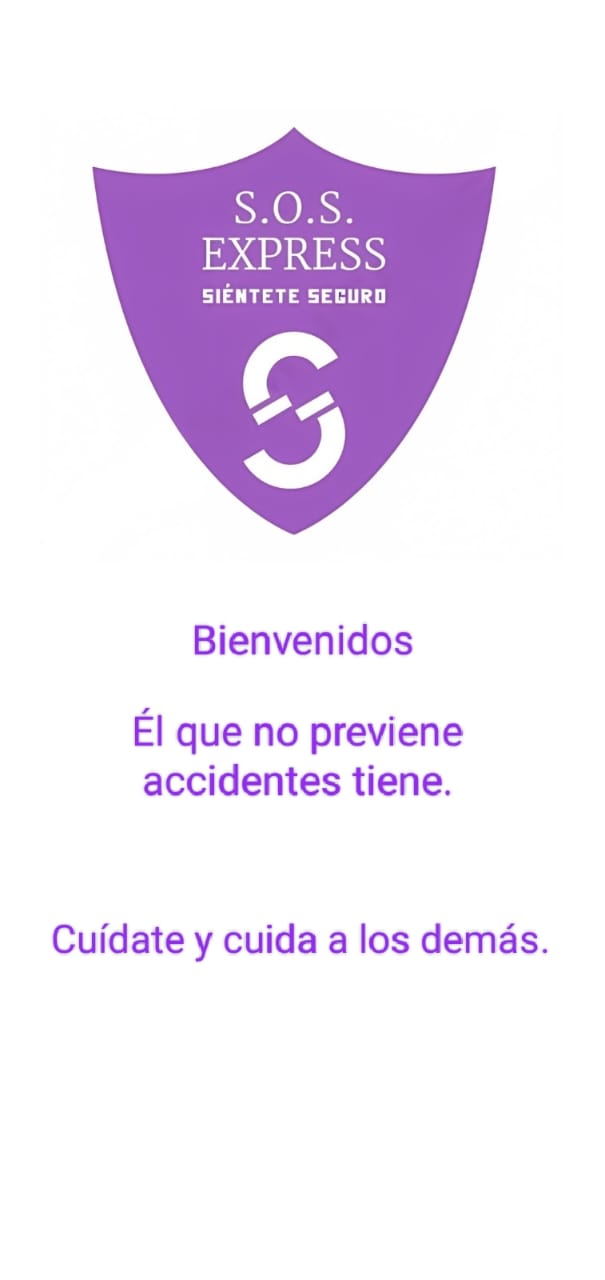 S.O.S.
EXPRESS
SIÉNTETE SEGURO
Bienvenidos
Él que no previene
accidentes tiene.
Cuídate y cuida a los demás.